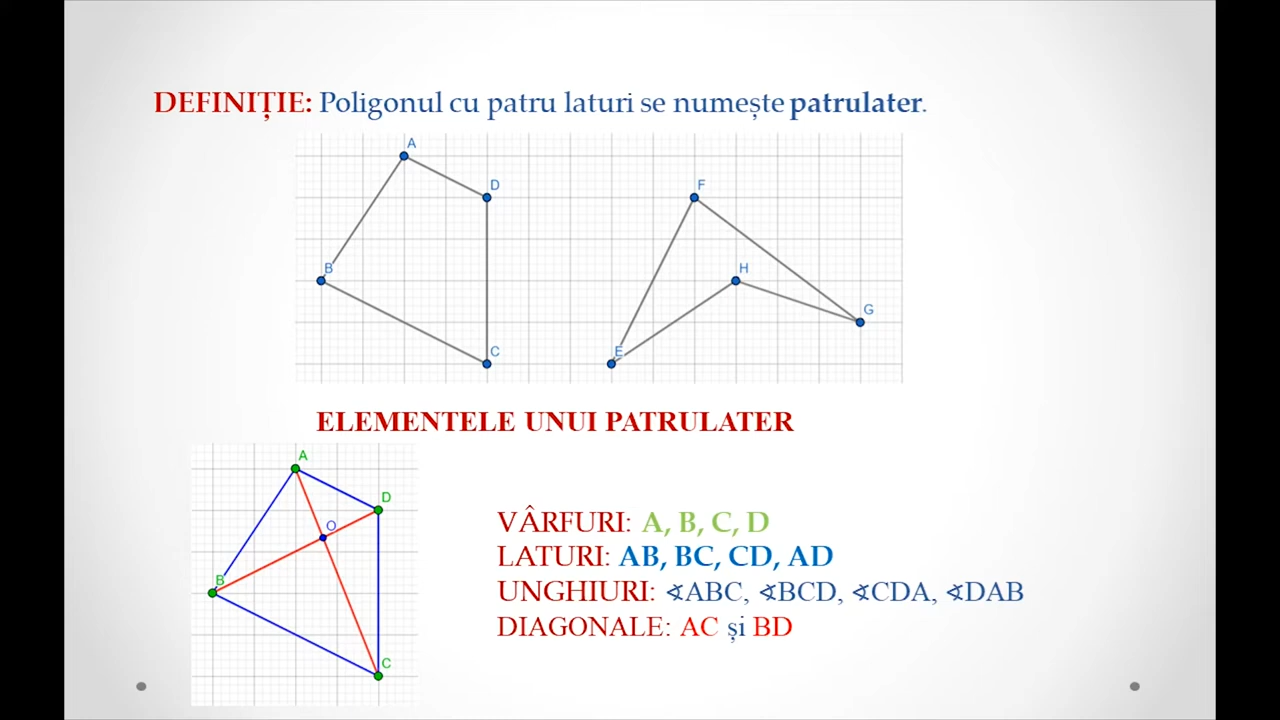 DEFINIȚIE: Poligonul cu patru laturi se numește patrulater.
A
D
F
B
H
G
C
E
ELEMENTELE UNUI PATRULATER
A
D
O
B
C
VÂRFURI: A, B, C, D
LATURI: AB, BC, CD, AD
UNGHIURI: ∢ABC, ∢BCD, ∢CDA, ∢DAB
DIAGONALE: AC și BD